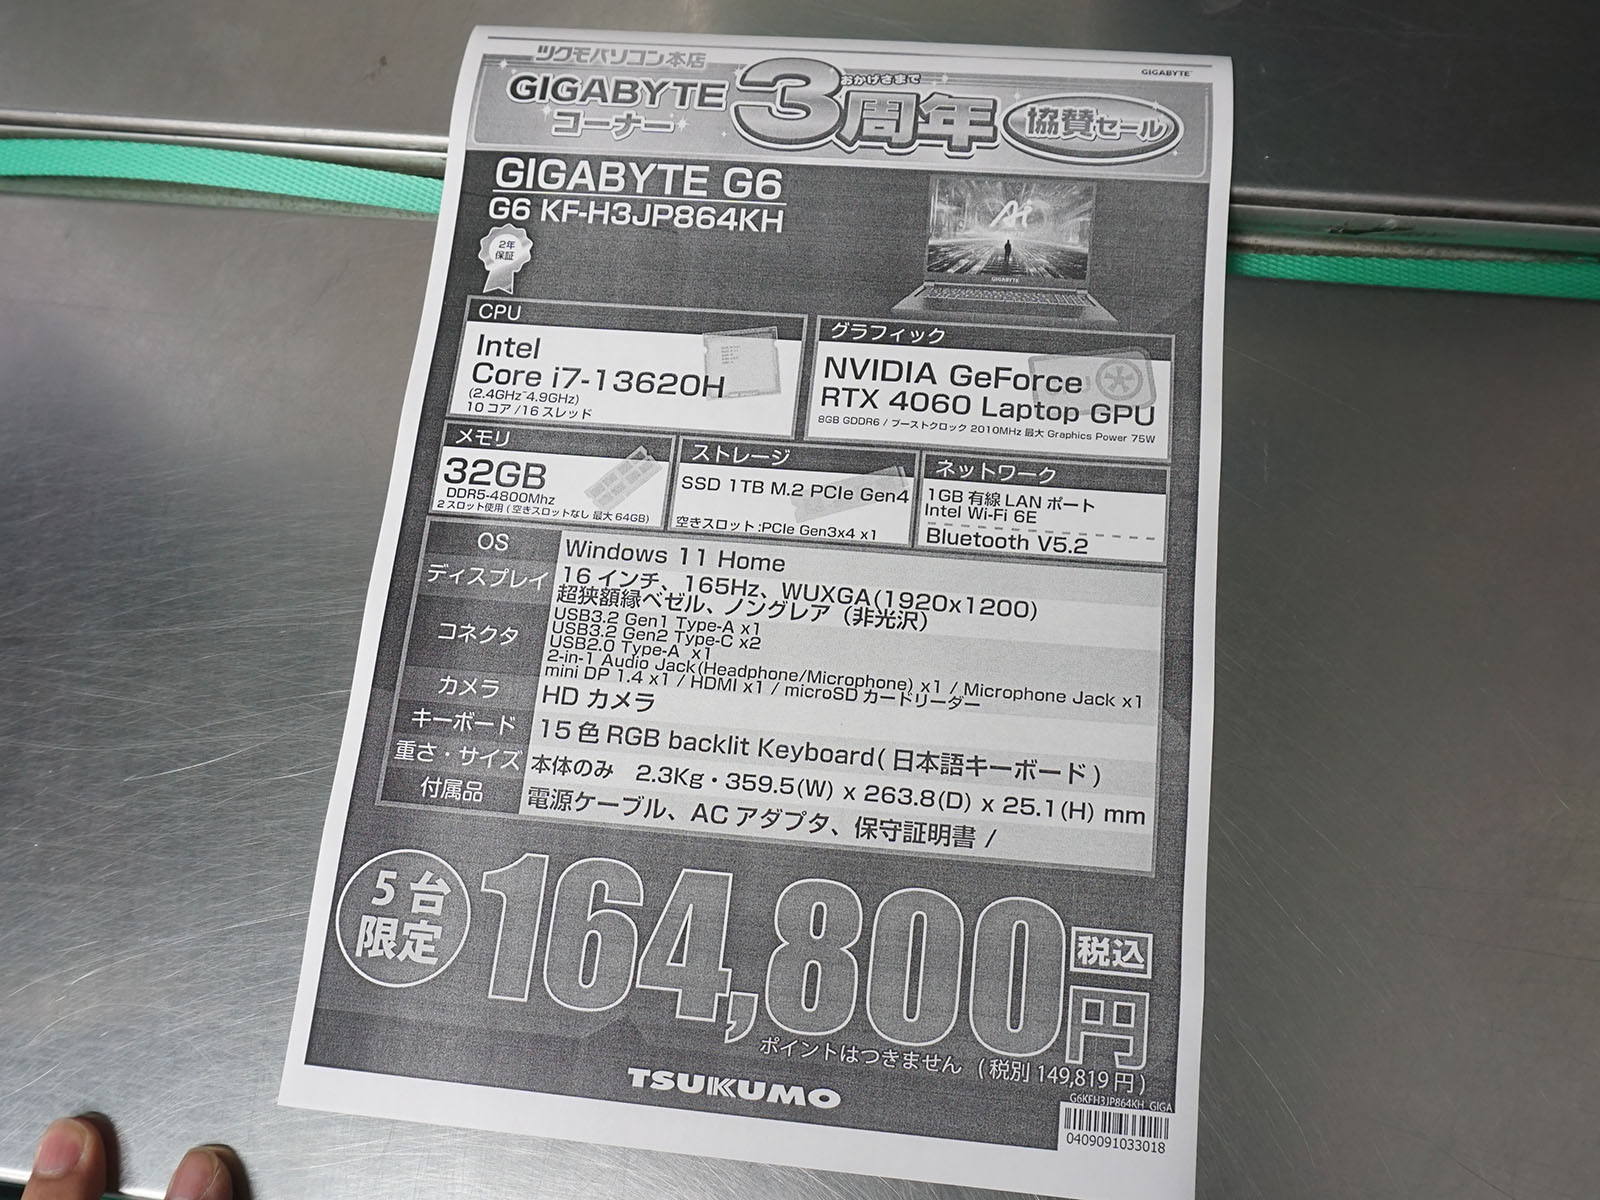 ツクモパソコン本店
GIGABYTE
コーナー
おかげさまで
3周年
協賛セール
GIGABYTE
GIGABYTE G6
G6 KF-H3JP864KH
2年
保証
Ai
GIGABYTE
CPU
Intel
Core i7-13620H
(2.4GHz~4.9GHz)
10コア/16スレッド
グラフィック
NVIDIA GeForce
RTX 4060 Laptop GPU
8GB GDDR6 / ブーストクロック 2010MHz 最大 Graphics Power 75W
メモリ
32GB
DDR5-4800Mhz
2スロット使用(空きスロットなし 最大64GB)
ストレージ
SSD 1TB M.2 PCIe Gen4
空きスロット:PCIe Gen3x4 x1
ネットワーク
1GB 有線 LAN ポート
Intel Wi-Fi 6E
Bluetooth V5.2
OS
Windows 11 Home
ディスプレイ
16インチ、165Hz、WUXGA(1920x1200)
超狭額縁ベゼル、ノングレア（非光沢）
コネクタ
USB3.2 Gen1 Type-A x1
USB3.2 Gen2 Type-C x2
USB2.0 Type-A x1
2-in-1 Audio Jack(Headphone/Microphone) x1 / Microphone Jack x1
mini DP 1.4 x1 / HDMI x1 / microSDカードリーダー
カメラ
HD カメラ
キーボード
15色RGB backlit Keyboard(日本語キーボード)
重さ・サイズ
本体のみ 2.3Kg・359.5(W) x 263.8(D) x 25.1(H) mm
付属品
電源ケーブル、AC アダプタ、保守証明書 /
5台
限定
164,800
税込
円
ポイントはつきません (税別 149,819円)
TSUKUMO
G6KFH3JP864KH_GIGA
0409091033018